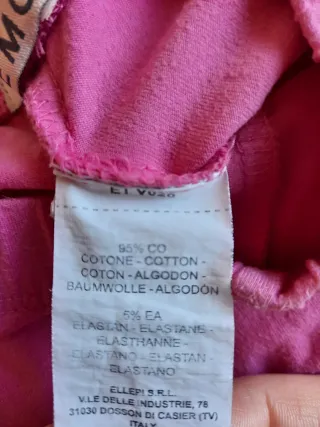 95% CO
COTONE - COTTON -
COTON - ALGODON -
BAUMWOLLE - ALGODÓN
5% EA
ELASTAN - ELASTANE -
ELASTHANNE -
ELASTANO - ELASTAN -
ELASTANO
ELLEPI S.R.L.
V.LE DELLE INDUSTRIE, 78
31030 DOSSON DI CASIER (TV)
ITALY